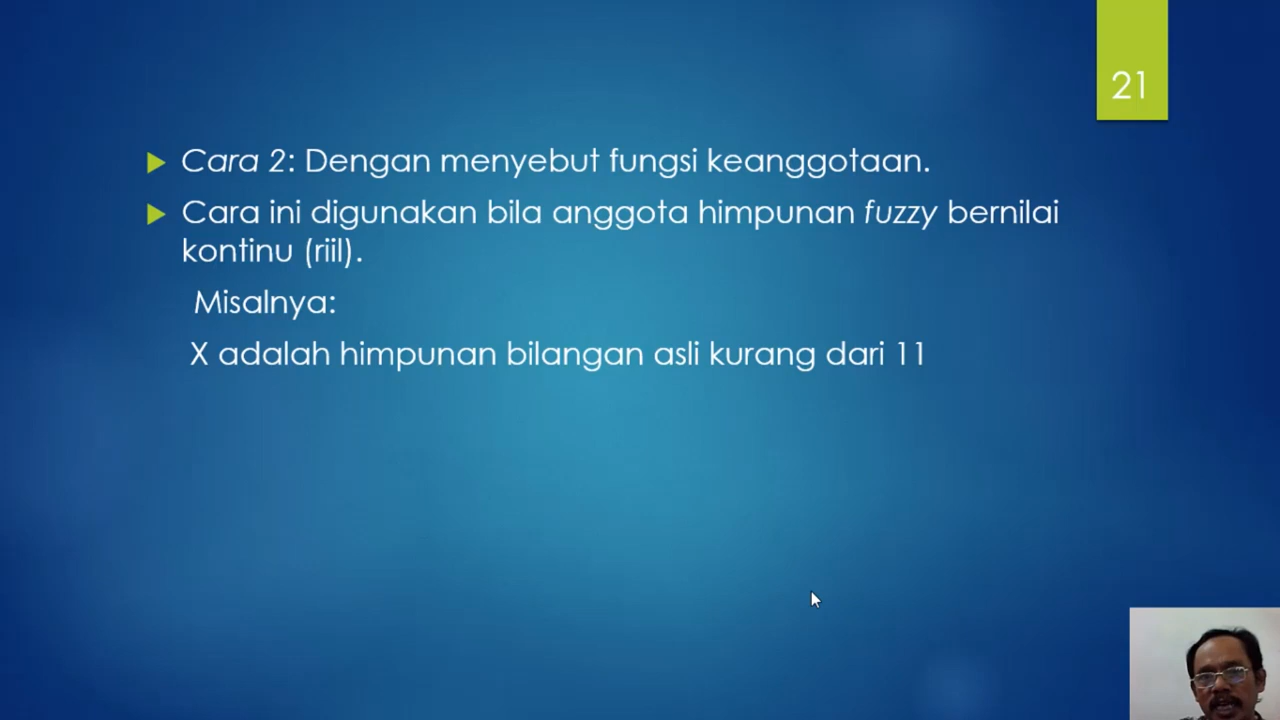 21
Cara 2: Dengan menyebut fungsi keanggotaan.
Cara ini digunakan bila anggota himpunan fuzzy bernilai
kontinu (riil).
Misalnya:
X adalah himpunan bilangan asli kurang dari 11